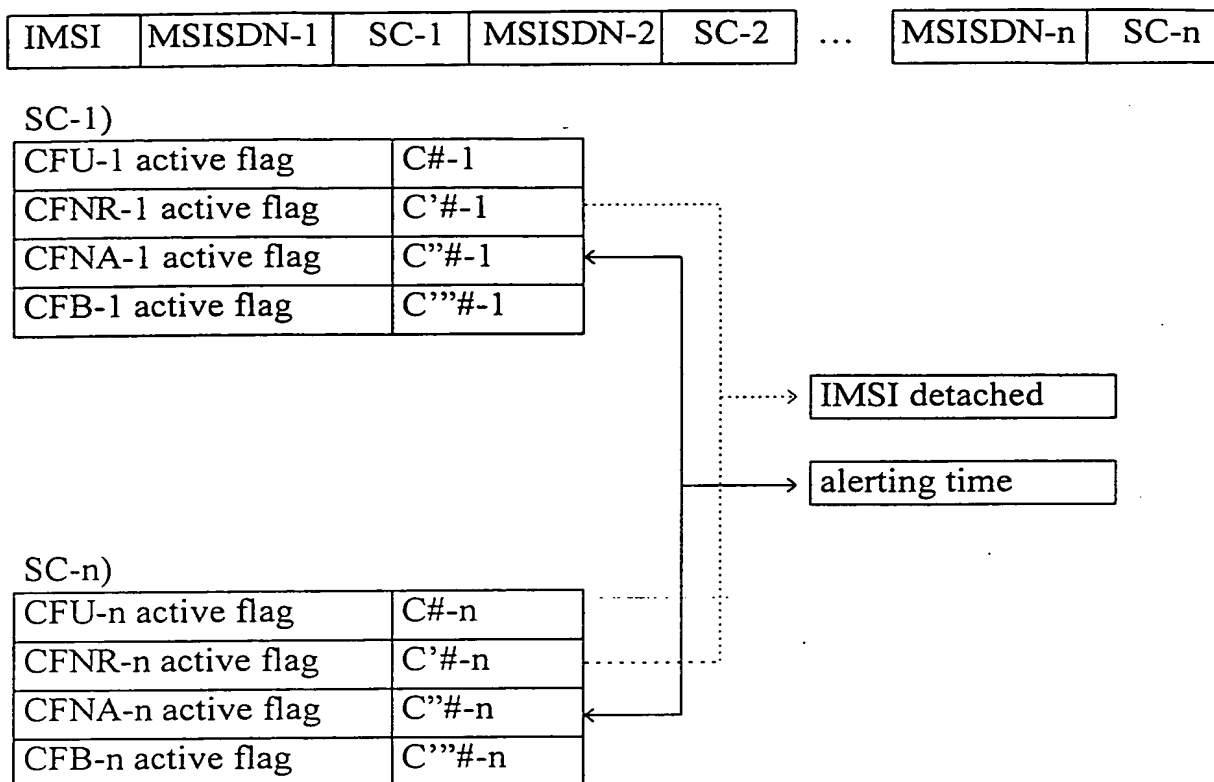 IMSI MSISDN-1 SC-1 MSISDN-2 SC-2 ... MSISDN-n SC-n
SC-1)
CFU-1 active flag C#-1
CFNR-1 active flag C'#-1
CFNA-1 active flag C"#-1
CFB-1 active flag C'"#-1
IMSI detached
alerting time
SC-n)
CFU-n active flag C#-n
CFNR-n active flag C'#-n
CFNA-n active flag C"#-n
CFB-n active flag C'"#-n